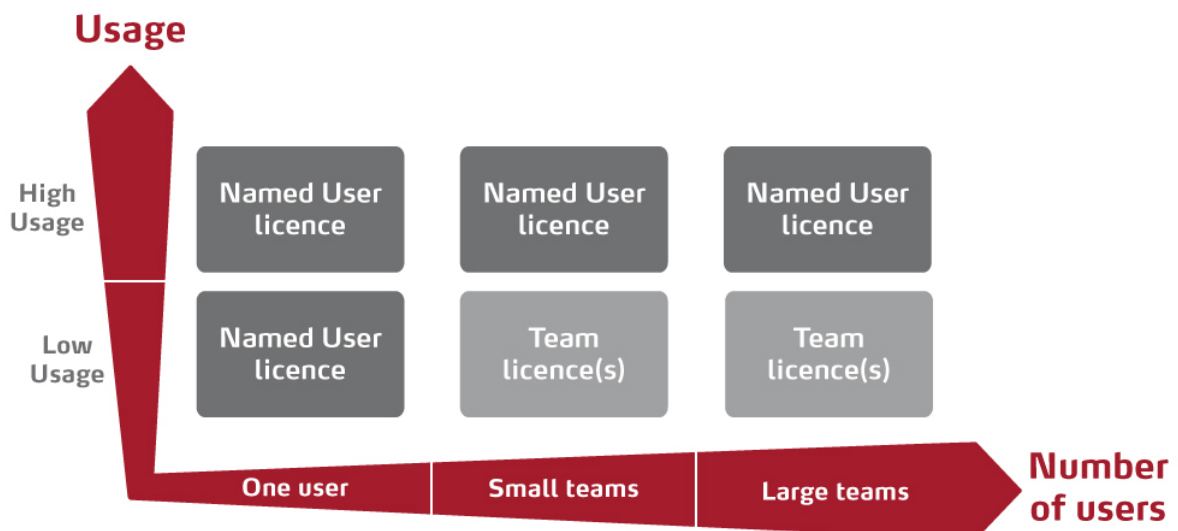 Usage
High
Usage
Named User
licence
Named User
licence
Named User
licence
Low
Usage
Named User
licence
Team
licence(s)
Team
licence(s)
One user
Small teams
Large teams
Number
of users